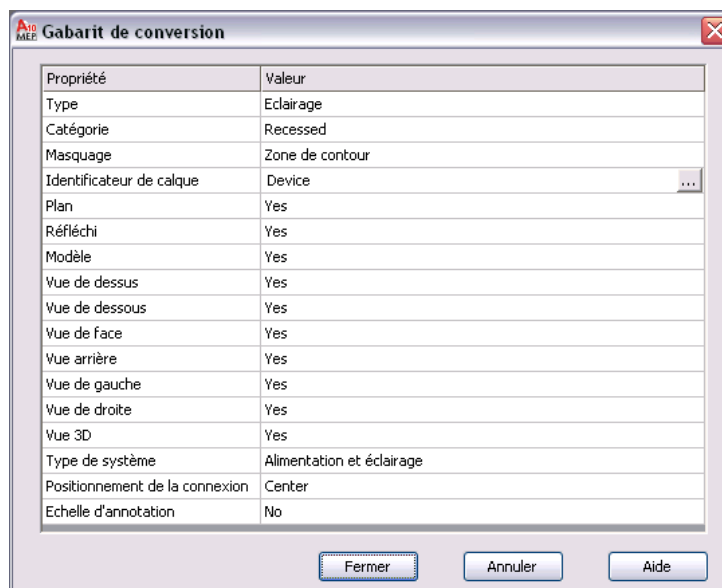 A10 MEP Gabarit de conversion
Propriété Valeur
Type Eclairage
Catégorie Recessed
Masquage Zone de contour
Identificateur de calque Device ...
Plan Yes
Réfléchi Yes
Modèle Yes
Vue de dessus Yes
Vue de dessous Yes
Vue de face Yes
Vue arrière Yes
Vue de gauche Yes
Vue de droite Yes
Vue 3D Yes
Type de système Alimentation et éclairage
Positionnement de la connexion Center
Echelle d'annotation No
Fermer Annuler Aide